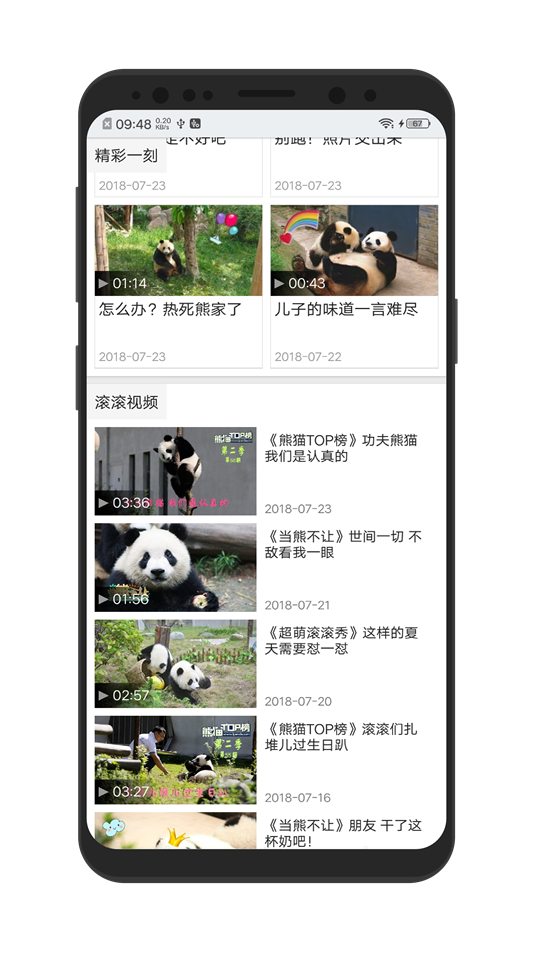 09:48
0.20
KB/s
67
精彩一刻
是不好吧
别跑！照片交出来
2018-07-23
2018-07-23
01:14
00:43
怎么办？热死熊家了
儿子的味道一言难尽
2018-07-23
2018-07-22
滚滚视频
熊猫TOP榜
第二季
03:36
我们是认真的
《熊猫TOP榜》功夫熊猫
我们是认真的
2018-07-23
01:56
《当熊不让》世间一切 不
敌看我一眼
2018-07-21
02:57
《超萌滚滚秀》这样的夏
天需要怼一怼
2018-07-20
熊猫TOP榜
第二季
03:27
《熊猫TOP榜》滚滚们扎
堆儿过生日趴
2018-07-16
《当熊不让》朋友 干了这
杯奶吧！